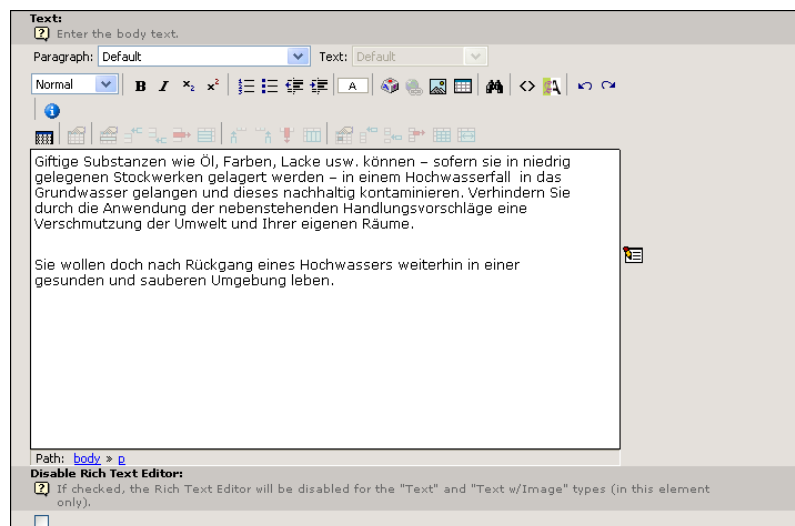 Text:
Enter the body text.
Paragraph: Default Text: Default
Normal B I x₂ x² A
Giftige Substanzen wie Öl, Farben, Lacke usw. können – sofern sie in niedrig
gelegenen Stockwerken gelagert werden – in einem Hochwasserfall  in das
Grundwasser gelangen und dieses nachhaltig kontaminieren. Verhindern Sie
durch die Anwendung der nebenstehenden Handlungsvorschläge eine
Verschmutzung der Umwelt und Ihrer eigenen Räume.
Sie wollen doch nach Rückgang eines Hochwassers weiterhin in einer
gesunden und sauberen Umgebung leben.
Path: body » p
Disable Rich Text Editor:
If checked, the Rich Text Editor will be disabled for the "Text" and "Text w/Image" types (in this element
only).